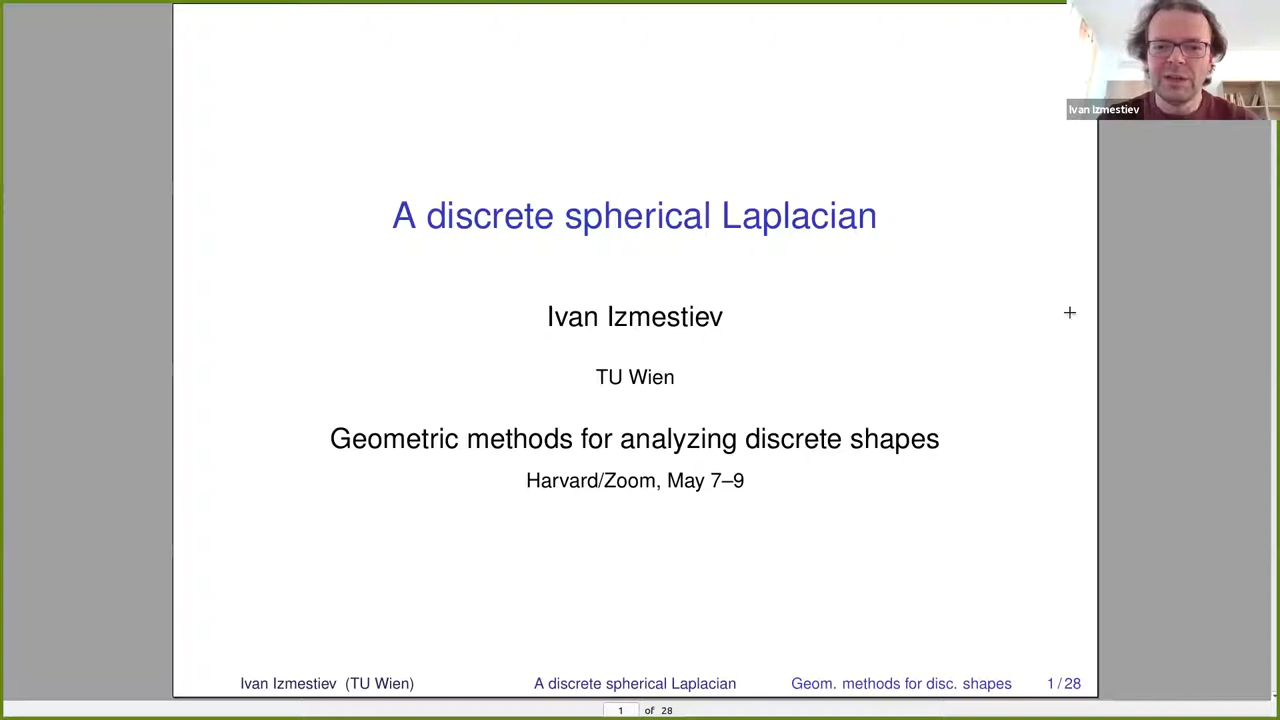 Ivan Izmestiev
A discrete spherical Laplacian
Ivan Izmestiev
TU Wien
Geometric methods for analyzing discrete shapes
Harvard/Zoom, May 7–9
Ivan Izmestiev (TU Wien) A discrete spherical Laplacian Geom. methods for disc. shapes 1 / 28
1 of 28